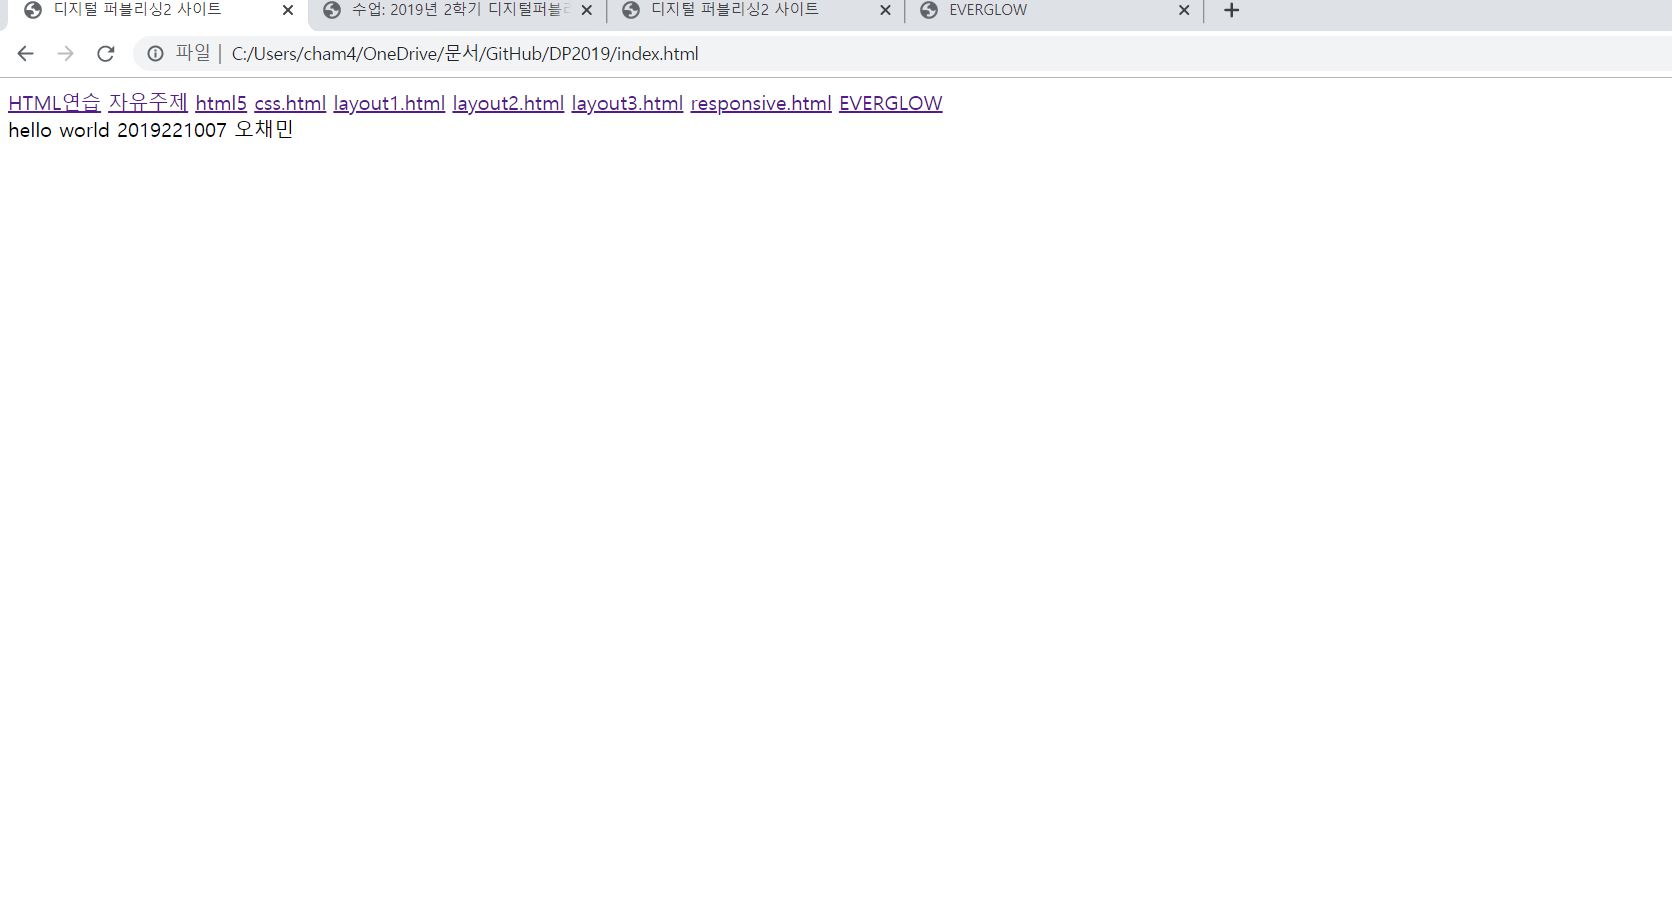 디지털 퍼블리싱2 사이트
수업: 2019년 2학기 디지털퍼블리
디지털 퍼블리싱2 사이트
EVERGLOW
파일 | C:/Users/cham4/OneDrive/문서/GitHub/DP2019/index.html
HTML연습 자유주제 html5 css.html layout1.html layout2.html layout3.html responsive.html EVERGLOW
hello world 2019221007 오채민